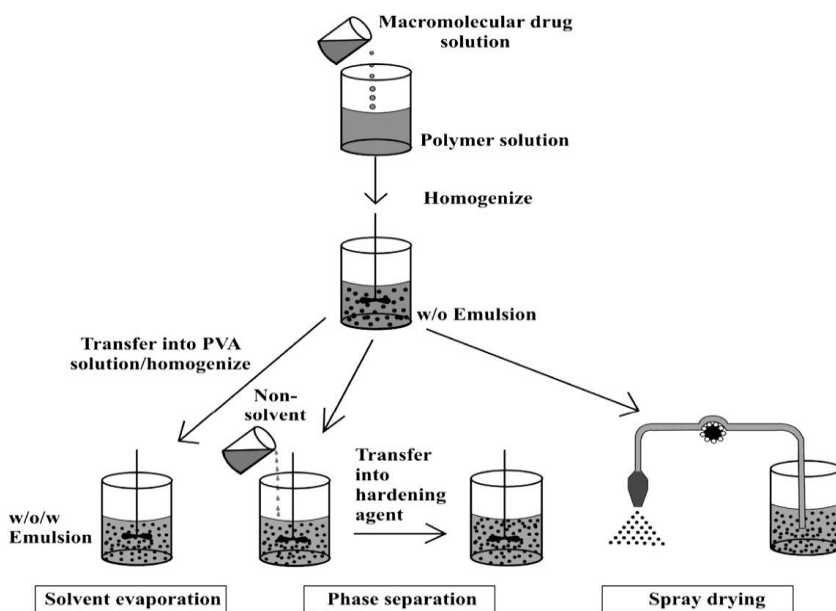 Macromolecular drug
solution
Polymer solution
Homogenize
w/o Emulsion
Transfer into PVA
solution/homogenize
Non-
solvent
Transfer
into
hardening
agent
w/o/w
Emulsion
Solvent evaporation
Phase separation
Spray drying